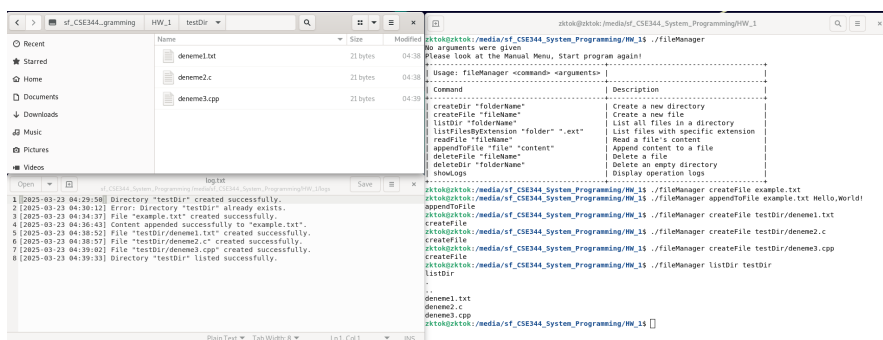 sf_CSE344...gramming HW_1 testDir
Name Size Modified
Recent
Starred
Home
Documents
Downloads
Music
Pictures
Videos
deneme1.txt 21 bytes 04:38
deneme2.c 21 bytes 04:38
deneme3.cpp 21 bytes 04:39
Open log.txt Save
sf_CSE344_System_Programming /media/sf_CSE344_System_Programming/HW_1/logs
1 [2025-03-23 04:29:50] Directory "testDir" created successfully.
2 [2025-03-23 04:30:12] Error: Directory "testDir" already exists.
3 [2025-03-23 04:34:37] File "example.txt" created successfully.
4 [2025-03-23 04:36:43] Content appended successfully to "example.txt".
5 [2025-03-23 04:38:52] File "testDir/deneme1.txt" created successfully.
6 [2025-03-23 04:38:57] File "testDir/deneme2.c" created successfully.
7 [2025-03-23 04:39:02] File "testDir/deneme3.cpp" created successfully.
8 [2025-03-23 04:39:33] Directory "testDir" listed successfully.
Plain Text Tab Width: 8 Ln 1, Col 1 INS
zktok@zktok: /media/sf_CSE344_System_Programming/HW_1
zktok@zktok:/media/sf_CSE344_System_Programming/HW_1$ ./fileManager
No arguments were given
Please look at the Manual Menu, Start program again!
+---------------------------------------------+---------------------------------------+
| Usage: fileManager <command> <arguments> | |
+---------------------------------------------+---------------------------------------+
| Command | Description |
+---------------------------------------------+---------------------------------------+
| createDir "folderName" | Create a new directory |
| createFile "fileName" | Create a new file |
| listDir "folderName" | List all files in a directory |
| listFilesByExtension "folder" ".ext" | List files with specific extension |
| readFile "fileName" | Read a file's content |
| appendToFile "file" "content" | Append content to a file |
| deleteFile "fileName" | Delete a file |
| deleteDir "folderName" | Delete an empty directory |
| showLogs | Display operation logs |
+---------------------------------------------+---------------------------------------+
zktok@zktok:/media/sf_CSE344_System_Programming/HW_1$ ./fileManager createFile example.txt
zktok@zktok:/media/sf_CSE344_System_Programming/HW_1$ ./fileManager appendToFile example.txt Hello,World!
appendToFile
zktok@zktok:/media/sf_CSE344_System_Programming/HW_1$ ./fileManager createFile testDir/deneme1.txt
createFile
zktok@zktok:/media/sf_CSE344_System_Programming/HW_1$ ./fileManager createFile testDir/deneme2.c
createFile
zktok@zktok:/media/sf_CSE344_System_Programming/HW_1$ ./fileManager createFile testDir/deneme3.cpp
createFile
zktok@zktok:/media/sf_CSE344_System_Programming/HW_1$ ./fileManager listDir testDir
listDir
.
..
deneme1.txt
deneme2.c
deneme3.cpp
zktok@zktok:/media/sf_CSE344_System_Programming/HW_1$